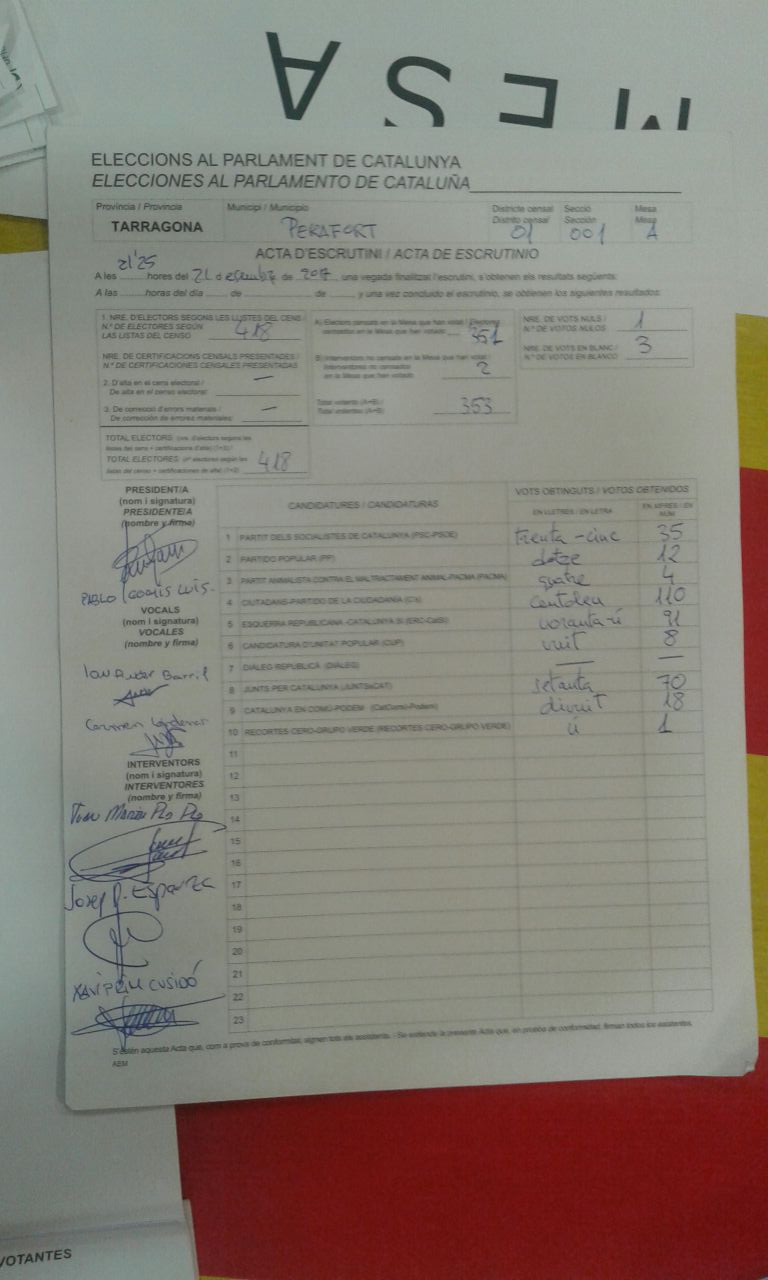 MESA
ELECCIONS AL PARLAMENT DE CATALUNYA
ELECCIONES AL PARLAMENTO DE CATALUÑA
Província / Provincia Municipi / Municipio Districte censal Secció Mesa
Distrito censal Sección Mesa
TARRAGONA PERAFORT 01 001 A
ACTA D'ESCRUTINI / ACTA DE ESCRUTINIO
21'25
A les hores del 21 de desembre de 2017, una vegada finalitzat l'escrutini, s'obtenen els resultats següents:
A las hores del día de de y una vez concluido el escrutinio, se obtienen los siguientes resultados:
1. NRE. D'ELECTORS SEGONS LES LLISTES DEL CENS /
N.º DE ELECTORES SEGÚN
LAS LISTAS DEL CENSO 418
NRE. DE CERTIFICACIONS CENSALS PRESENTADES /
N.º DE CERTIFICACIONES CENSALES PRESENTADAS
2. D'alta en el cens electoral /
De alta en el censo electoral: —
3. De correcció d'errors materials /
De corrección de errores materiales: —
TOTAL ELECTORS (nre. d'electors segons les
llistes del cens + certificacions d'alta) (1+2) /
TOTAL ELECTORES (nº electores según las
listas del censo + certificaciones de alta) (1+2) 418
A) Electors censats en la Mesa que han votat / Electores
censados en la Mesa que han votado 351
B) Interventors no censats en la Mesa que han votat /
Interventores no censados
en la Mesa que han votado 2
Total votants (A+B) /
Total votantes (A+B) 353
NRE. DE VOTS NULS /
N.º DE VOTOS NULOS 1
NRE. DE VOTS EN BLANC /
N.º DE VOTOS EN BLANCO 3
PRESIDENT/A
(nom i signatura)
PRESIDENTE/A
(nombre y firma)
PABLO GOMIS LUIS.
VOCALS
(nom i signatura)
VOCALES
(nombre y firma)
Carmen
INTERVENTORS
(nom i signatura)
INTERVENTORES
(nombre y firma)
Josep Esparza
XAVI PRIM CUSIDÓ
CANDIDATURES / CANDIDATURAS VOTS OBTINGUTS / VOTOS OBTENIDOS
EN LLETRES / EN LETRA EN XIFRES / EN NÚM
1 PARTIT DELS SOCIALISTES DE CATALUNYA (PSC-PSOE) trenta-cinc 35
2 PARTIDO POPULAR (PP) dotze 12
3 PARTIT ANIMALISTA CONTRA EL MALTRACTAMENT ANIMAL-PACMA (PACMA) quatre 4
4 CIUTADANS-PARTIDO DE LA CIUDADANÍA (C's) centdeu 110
5 ESQUERRA REPUBLICANA -CATALUNYA SÍ (ERC-CatSí) noranta-ú 91
6 CANDIDATURA D'UNITAT POPULAR (CUP) vuit 8
7 DIÀLEG REPÚBLICA (DIÀLEG) — —
8 JUNTS PER CATALUNYA (JUNTSxCAT) setanta 70
9 CATALUNYA EN COMÚ-PODEM (CatComú-Podem) divuit 18
10 RECORTES CERO-GRUPO VERDE (RECORTES CERO-GRUPO VERDE) ú 1
11
12
13
14
15
16
17
18
19
20
21
22
23
S'estén aquesta Acta que, com a prova de conformitat, signen tots els assistents. - Se extiende la presente Acta que, en prueba de conformidad, firman todos los asistentes.
AEM
VOTANTES